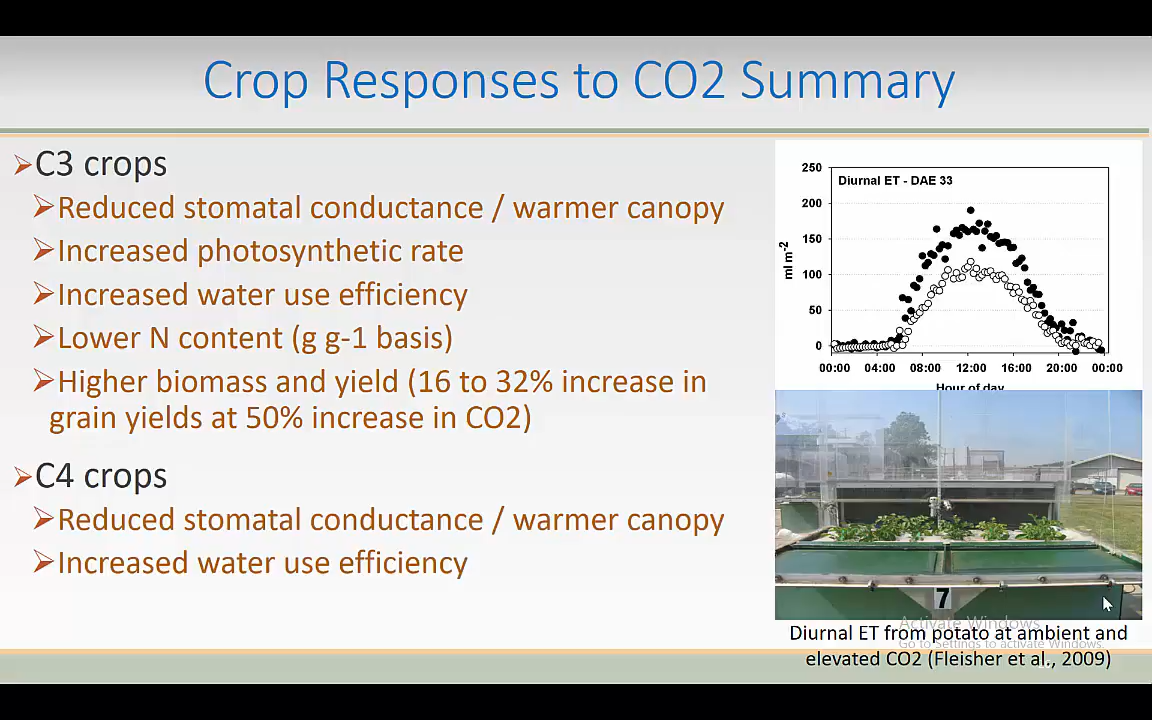 Crop Responses to CO2 Summary
C3 crops
Reduced stomatal conductance / warmer canopy
Increased photosynthetic rate
Increased water use efficiency
Lower N content (g g-1 basis)
Higher biomass and yield (16 to 32% increase in
grain yields at 50% increase in CO2)
C4 crops
Reduced stomatal conductance / warmer canopy
Increased water use efficiency
Diurnal ET - DAE 33
250
200
150
100
50
0
ml m-2
00:00 04:00 08:00 12:00 16:00 20:00 00:00
Hour of day
7
Activate Windows
Go to Settings to activate Windows.
Diurnal ET from potato at ambient and
elevated CO2 (Fleisher et al., 2009)